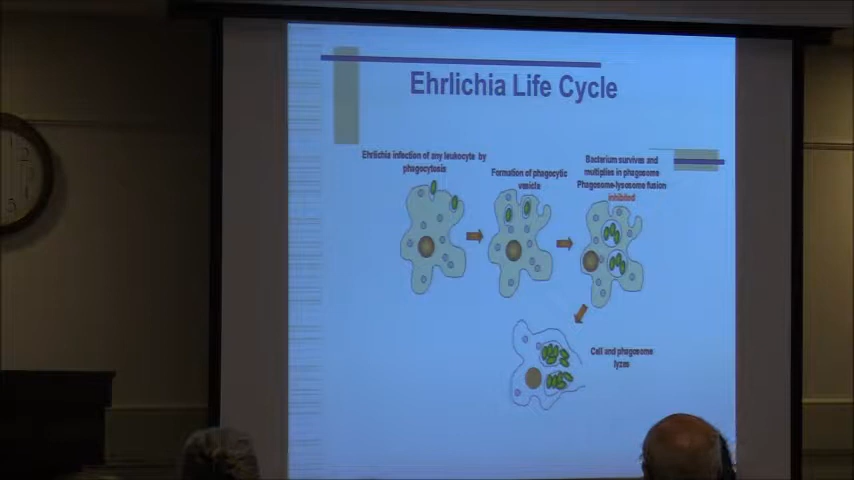 Ehrlichia Life Cycle
Ehrlichia infection of any leukocyte by
phagocytosis
Formation of phagocytic
vesicle
Bacterium survives and
multiplies in phagosome
Phagosome-lysosome fusion
inhibited
Cell and phagosome
lyzes